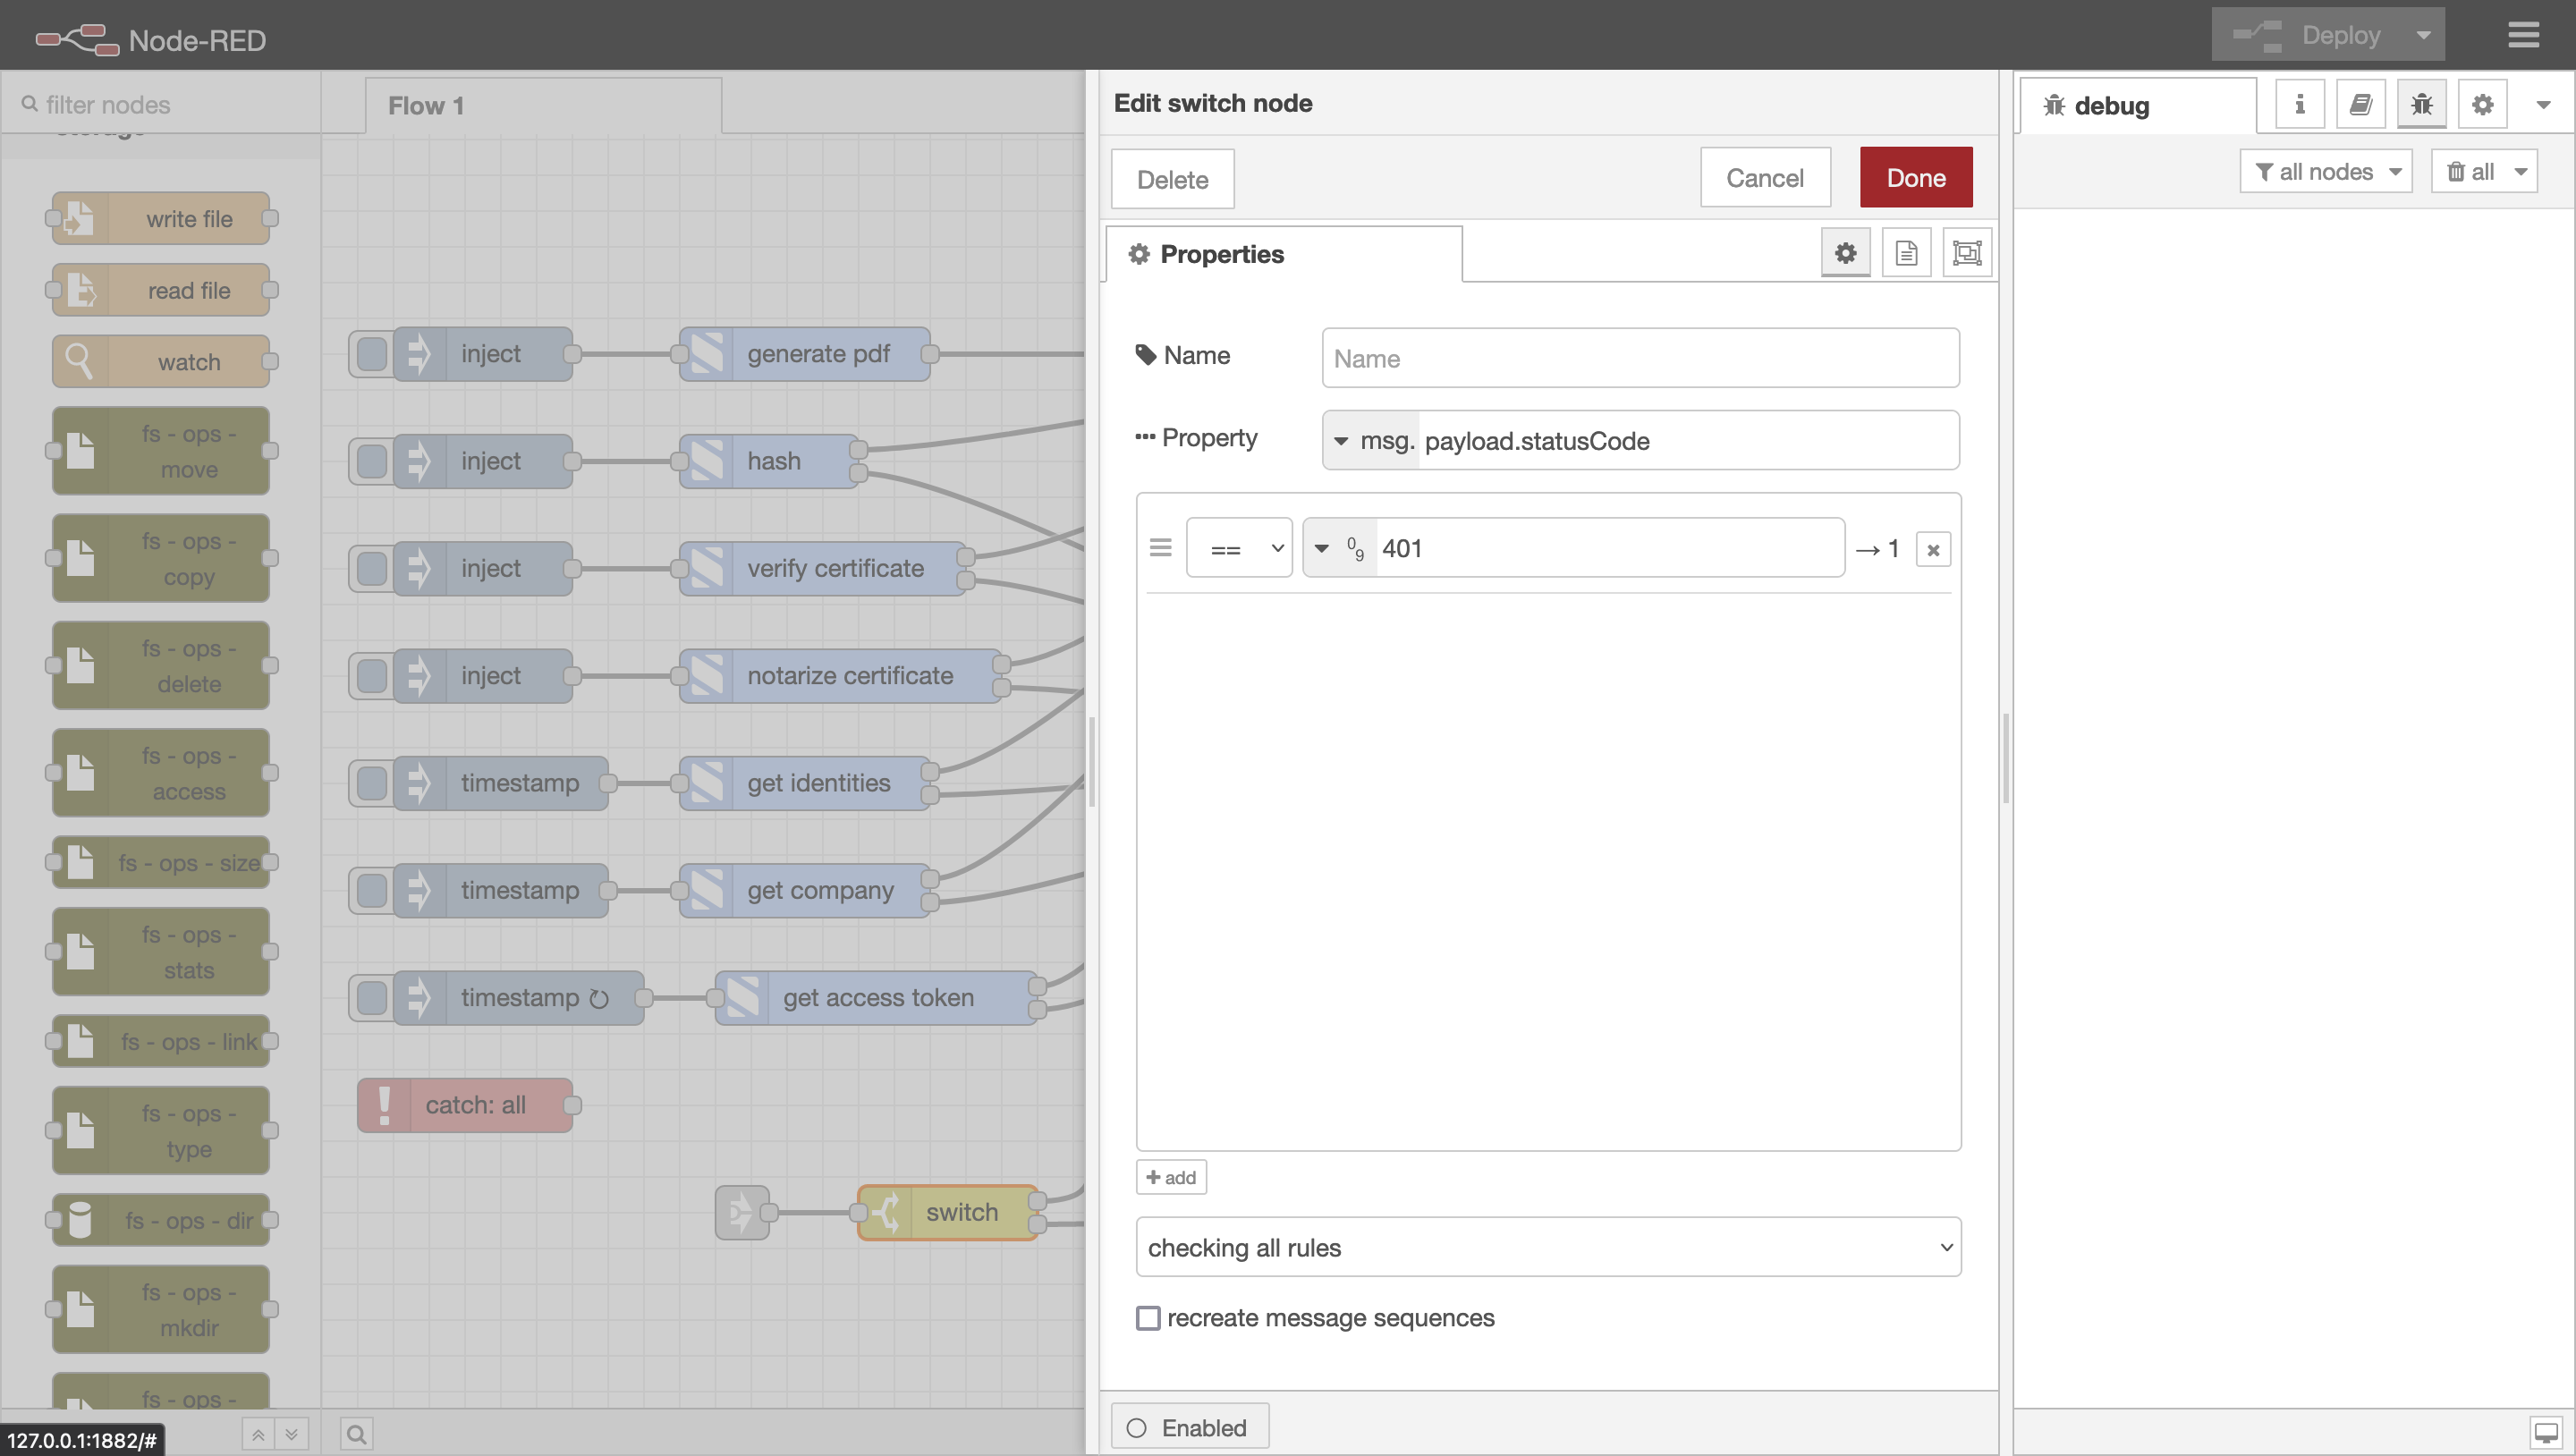 Node-RED
Deploy
filter nodes
storage
write file
read file
watch
fs - ops -
move
fs - ops -
copy
fs - ops -
delete
fs - ops -
access
fs - ops - size
fs - ops -
stats
fs - ops - link
fs - ops -
type
fs - ops - dir
fs - ops -
mkdir
fs - ops -
127.0.0.1:1882/#
Flow 1
inject
generate pdf
inject
hash
inject
verify certificate
inject
notarize certificate
timestamp
get identities
timestamp
get company
timestamp ↻
get access token
catch: all
switch
Edit switch node
Delete
Cancel
Done
Properties
Name
Name
Property
msg. payload.statusCode
==
09
401
→ 1
+ add
checking all rules
recreate message sequences
Enabled
debug
all nodes
all